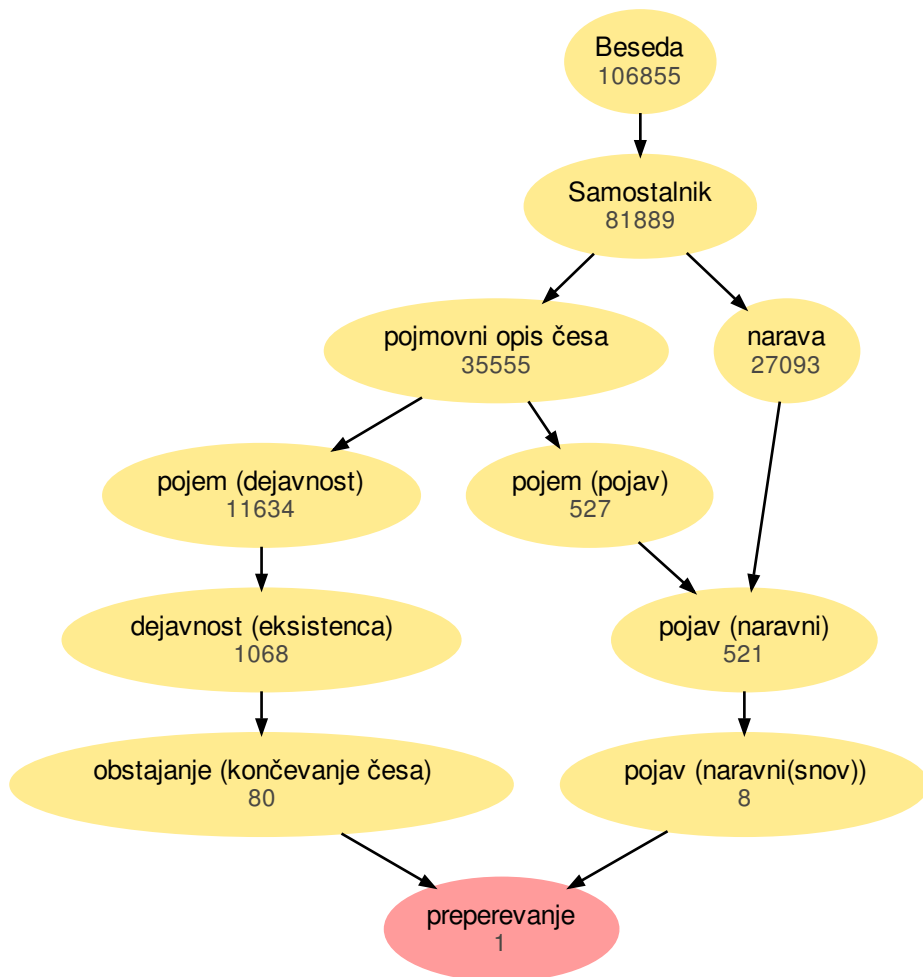 Beseda
106855
Samostalnik
81889
pojmovni opis česa
35555
narava
27093
pojem (dejavnost)
11634
pojem (pojav)
527
dejavnost (eksistenca)
1068
pojav (naravni)
521
obstajanje (končevanje česa)
80
pojav (naravni(snov))
8
preperevanje
1